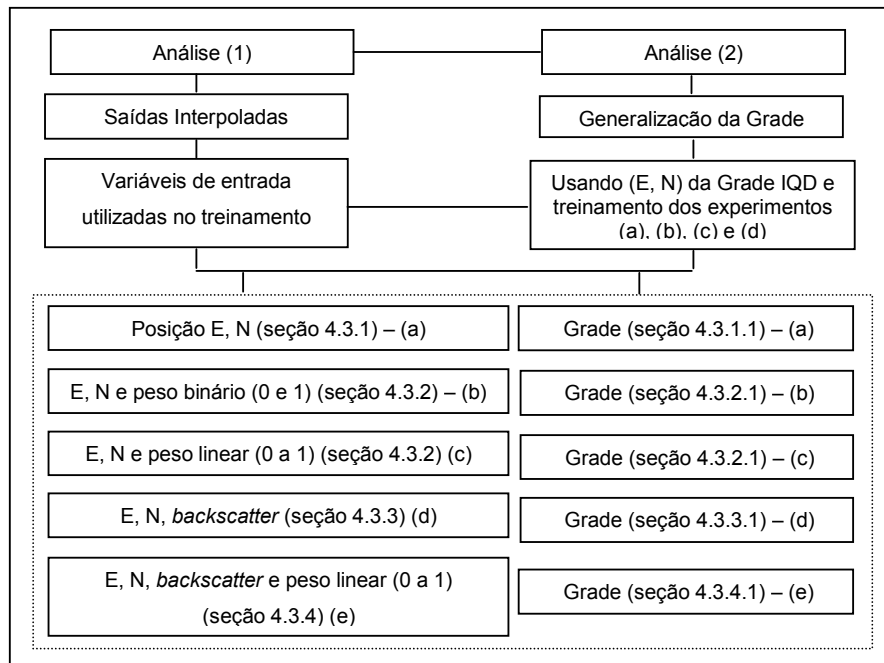 Análise (1)
Análise (2)
Saídas Interpoladas
Generalização da Grade
Variáveis de entrada
utilizadas no treinamento
Usando (E, N) da Grade IQD e
treinamento dos experimentos
(a), (b), (c) e (d)
Posição E, N (seção 4.3.1) – (a)
Grade (seção 4.3.1.1) – (a)
E, N e peso binário (0 e 1) (seção 4.3.2) – (b)
Grade (seção 4.3.2.1) – (b)
E, N e peso linear (0 a 1) (seção 4.3.2) (c)
Grade (seção 4.3.2.1) – (c)
E, N, backscatter (seção 4.3.3) (d)
Grade (seção 4.3.3.1) – (d)
E, N, backscatter e peso linear (0 a 1)
(seção 4.3.4) (e)
Grade (seção 4.3.4.1) – (e)